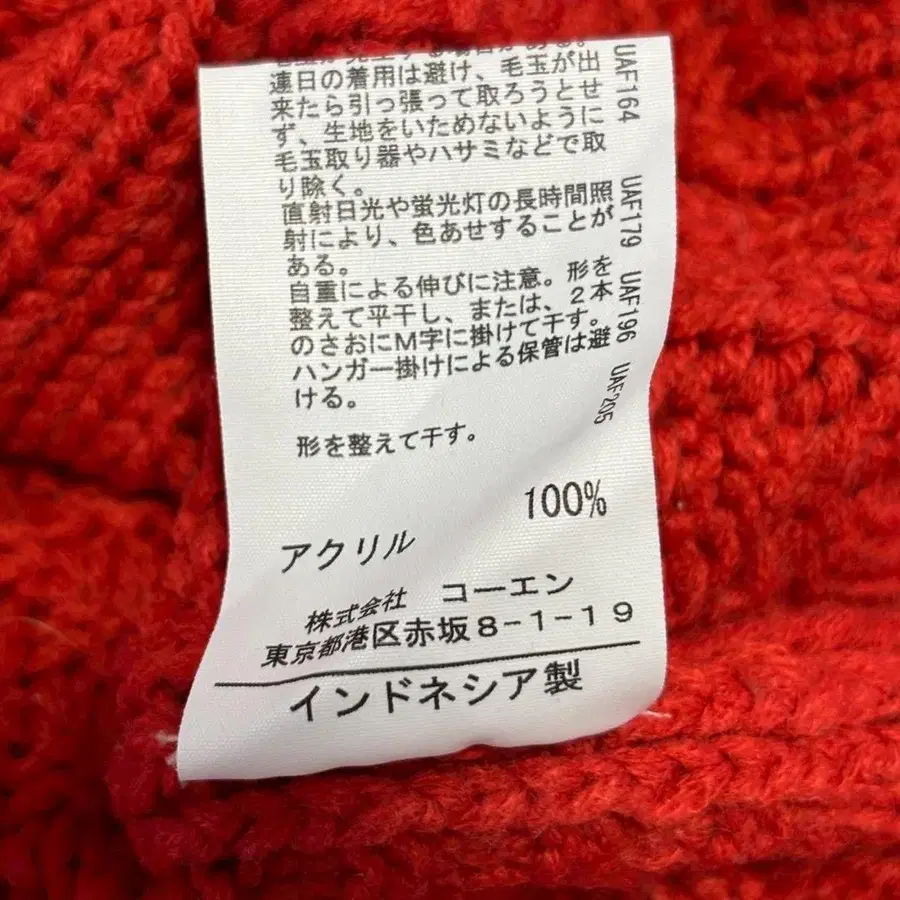 連日の着用は避け、毛玉が出
来たら引っ張って取ろうとせ
ず、生地をいためないように
毛玉取り器やハサミなどで取
り除く。
直射日光や蛍光灯の長時間照
射により、色あせすることが
ある。
自重による伸びに注意。形を
整えて平干し、または、２本
のさおにM字に掛けて干す。
ハンガー掛けによる保管は避
ける。
形を整えて干す。
アクリル 100%
株式会社 コーエン
東京都港区赤坂8-1-19
インドネシア製
UAF164 UAF179 UAF196 UAF205